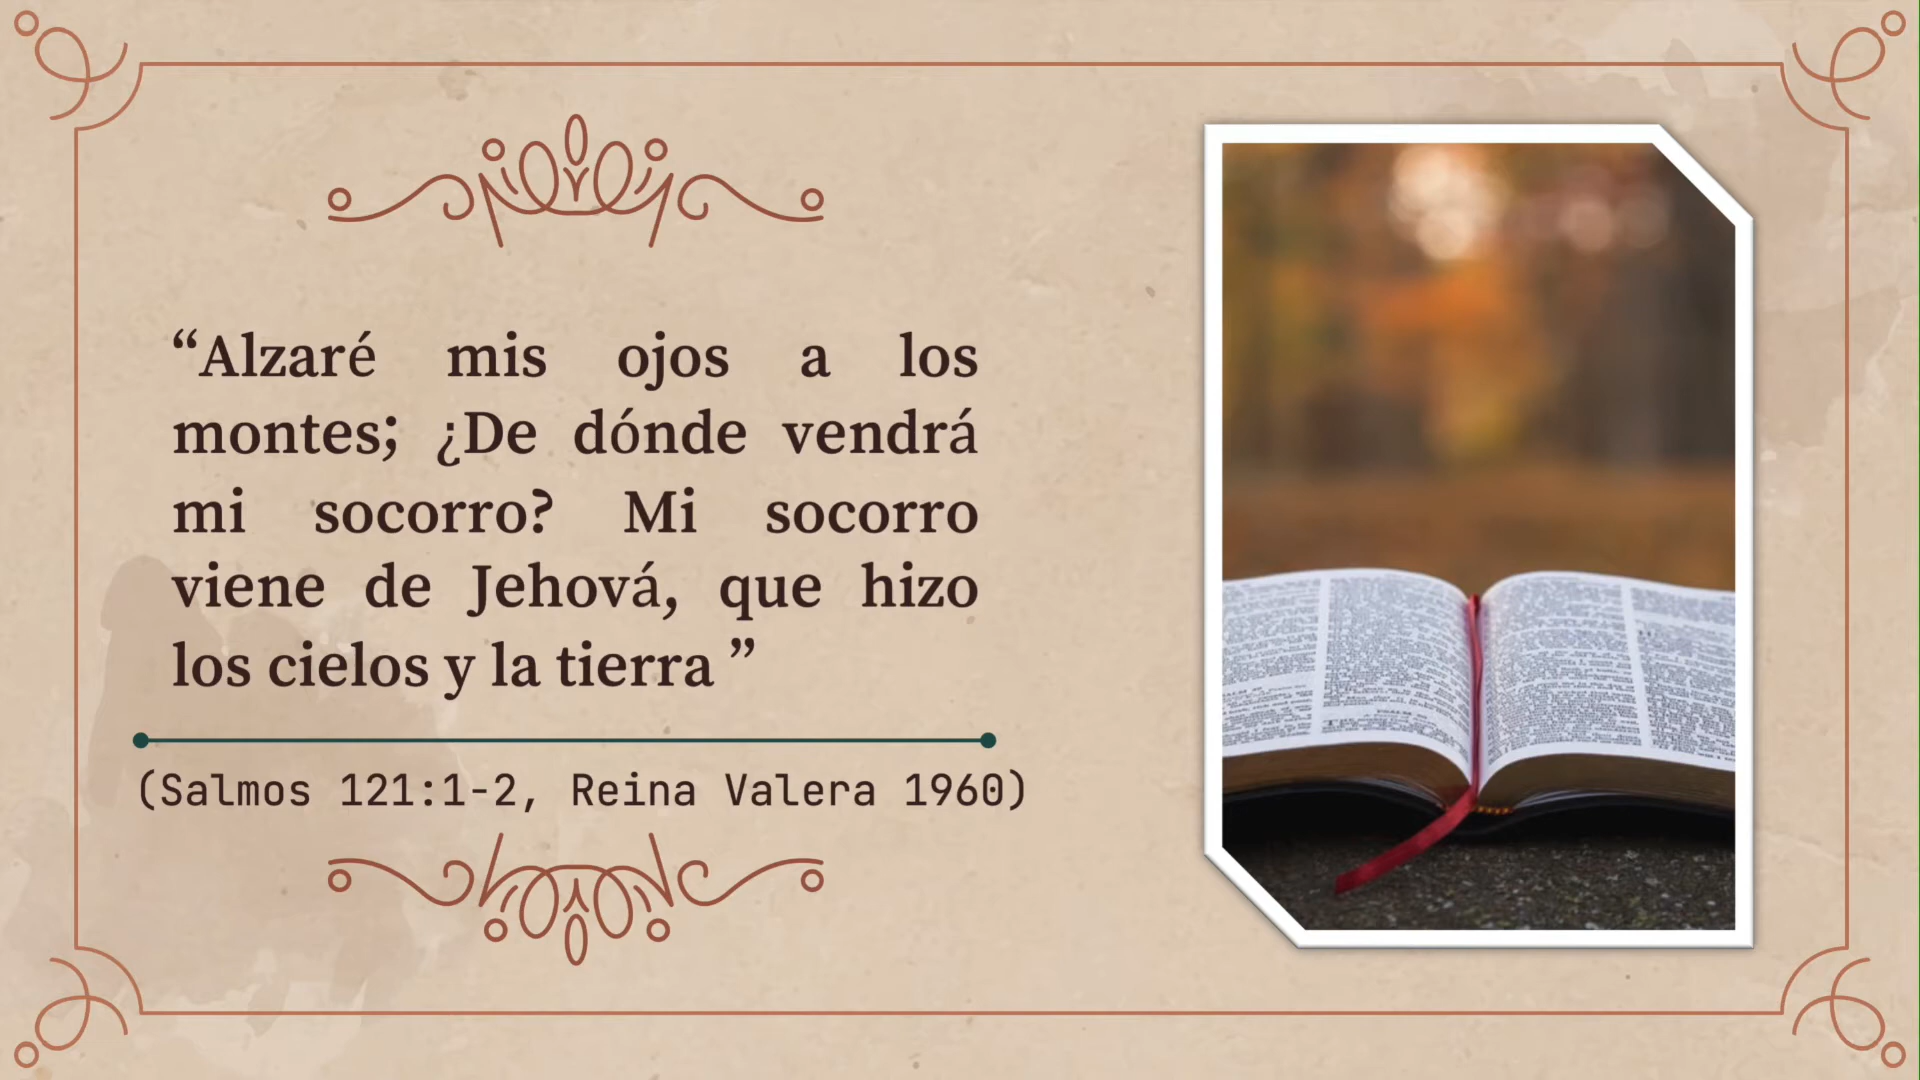 “Alzaré mis ojos a los
montes; ¿De dónde vendrá
mi socorro? Mi socorro
viene de Jehová, que hizo
los cielos y la tierra ”
(Salmos 121:1-2, Reina Valera 1960)